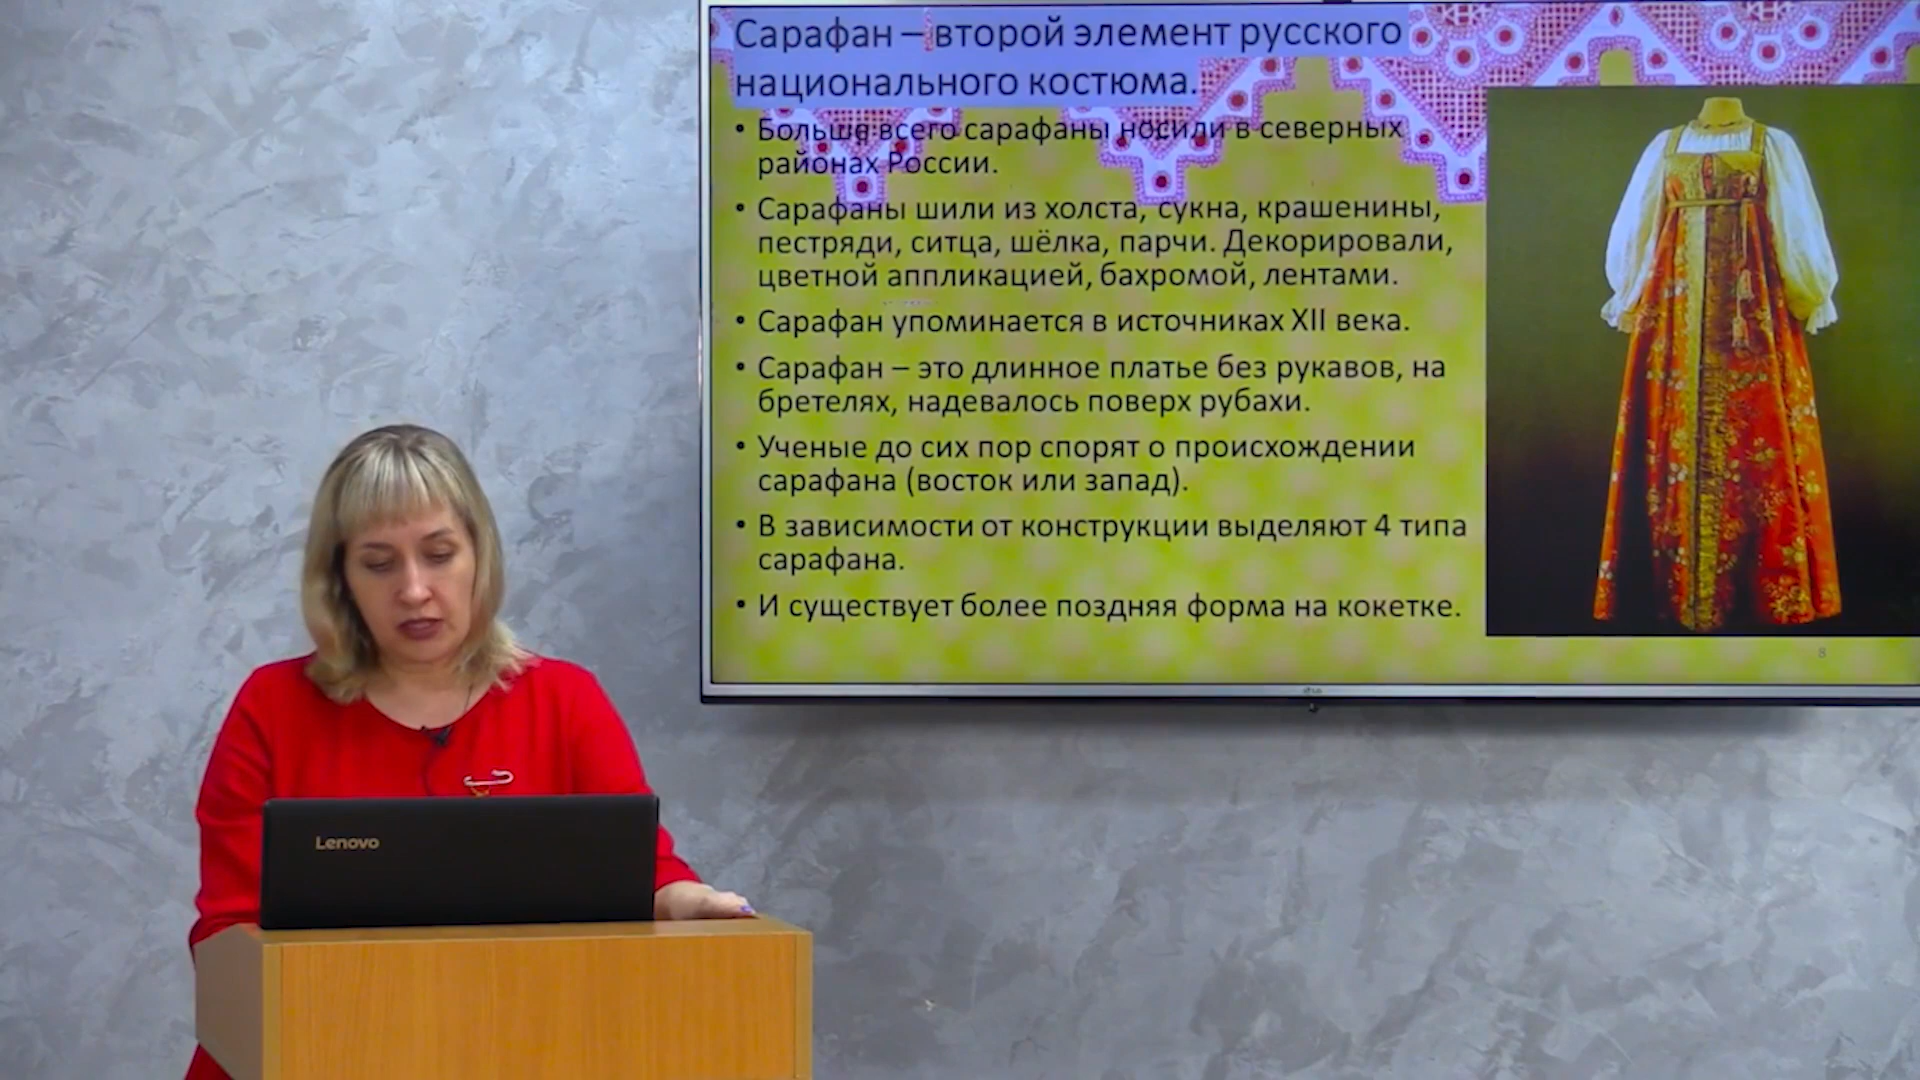 Сарафан – второй элемент русского
национального костюма.
• Больше всего сарафаны носили в северных
районах России.
• Сарафаны шили из холста, сукна, крашенины,
пестряди, ситца, шёлка, парчи. Декорировали,
цветной аппликацией, бахромой, лентами.
• Сарафан упоминается в источниках XII века.
• Сарафан – это длинное платье без рукавов, на
бретелях, надевалось поверх рубахи.
• Ученые до сих пор спорят о происхождении
сарафана (восток или запад).
• В зависимости от конструкции выделяют 4 типа
сарафана.
• И существует более поздняя форма на кокетке.
8
LG
Lenovo